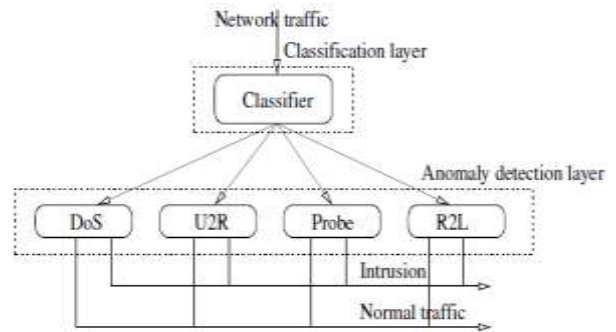 Network traffic
Classification layer
Classifier
Anomaly detection layer
DoS
U2R
Probe
R2L
Intrusion
Normal traffic